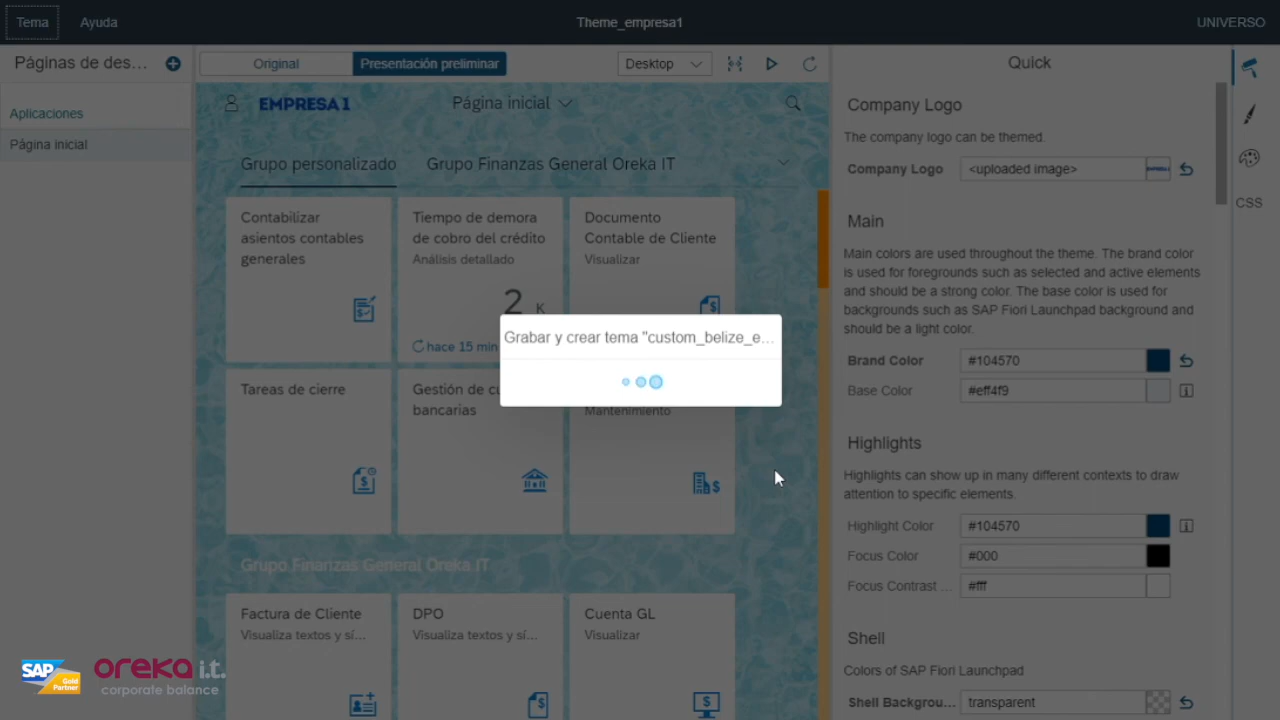 Tema
Ayuda
Theme_empresa1
UNIVERSO
Páginas de des...
Original
Presentación preliminar
Desktop
Quick
Aplicaciones
Página inicial
EMPRESA 1
Página inicial
Grupo personalizado
Grupo Finanzas General Oreka IT
Contabilizar
asientos contables
generales
Tiempo de demora
de cobro del crédito
Análisis detallado
2 K
hace 15 min
Documento
Contable de Cliente
Visualizar
Grabar y crear tema "custom_belize_e...
Tareas de cierre
Gestión de
bancarias
Mantenimiento
Grupo Finanzas General Oreka IT
Factura de Cliente
Visualiza textos y sí...
DPO
Visualiza textos y sí...
Cuenta GL
Visualizar
Company Logo
The company logo can be themed.
Company Logo
<uploaded image>
CSS
Main
Main colors are used throughout the theme. The brand color
is used for foregrounds such as selected and active elements
and should be a strong color. The base color is used for
backgrounds such as SAP Fiori Launchpad background and
should be a light color.
Brand Color
#104570
Base Color
#eff4f9
Highlights
Highlights can show up in many different contexts to draw
attention to specific elements.
Highlight Color
#104570
Focus Color
#000
Focus Contrast ...
#fff
Shell
Colors of SAP Fiori Launchpad
Shell Backgrou...
transparent
SAP
Gold
Partner
oreka i.t.
corporate balance